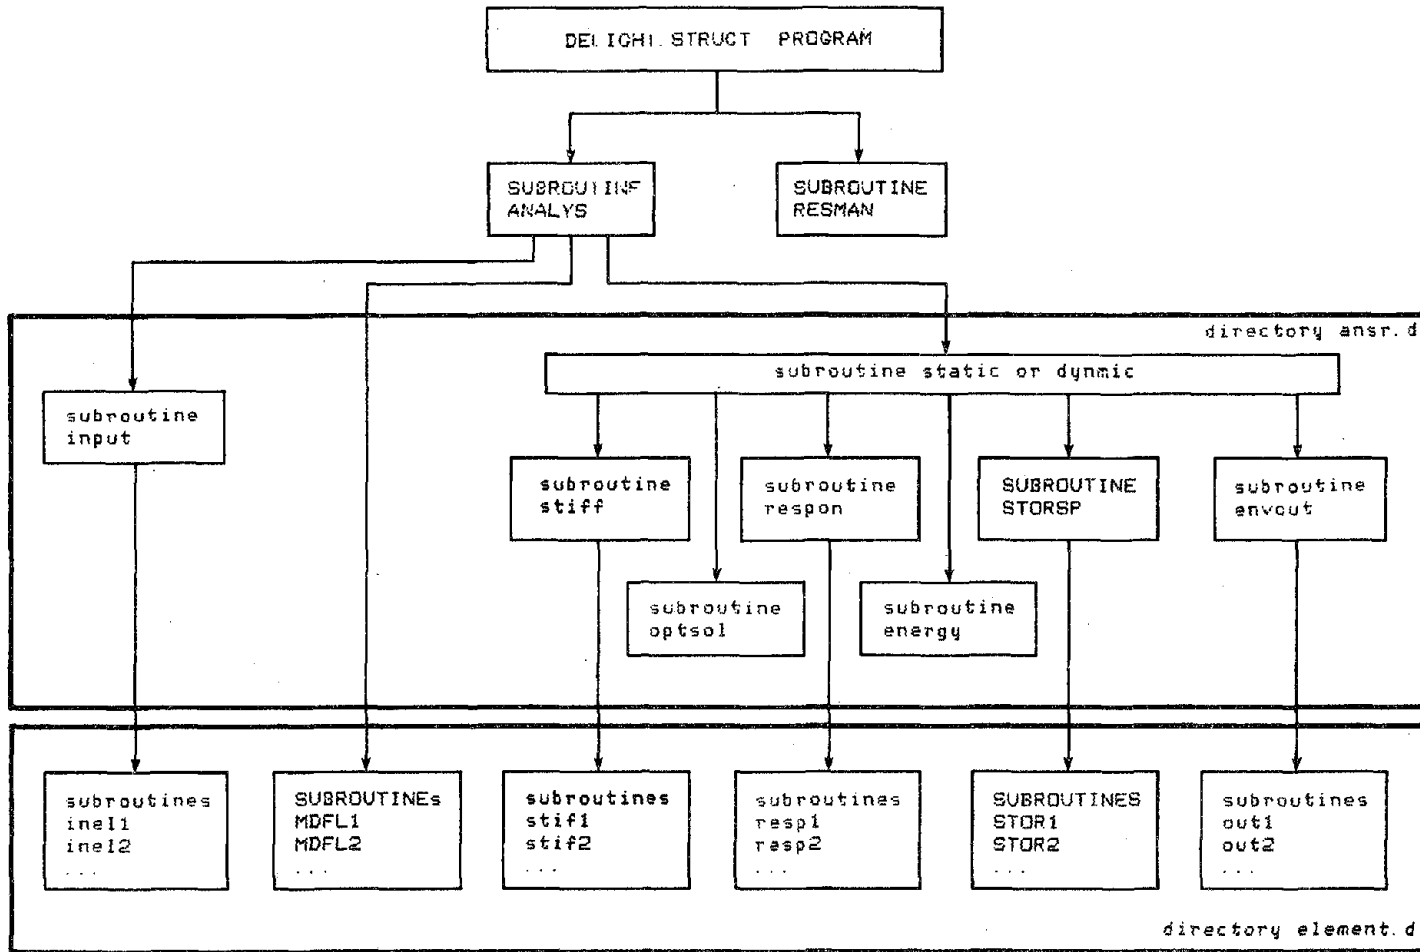 DELIGHT.STRUCT PROGRAM
SUBROUTINE
ANALYS
SUBROUTINE
RESMAN
directory ansr.d
subroutine static or dynmic
subroutine
input
subroutine
stiff
subroutine
respon
SUBROUTINE
STORSP
subroutine
envout
subroutine
optsol
subroutine
energy
subroutines
inel1
inel2
...
SUBROUTINEs
MDFL1
MDFL2
...
subroutines
stif1
stif2
...
subroutines
resp1
resp2
...
SUBROUTINES
STOR1
STOR2
...
subroutines
out1
out2
...
directory element.d